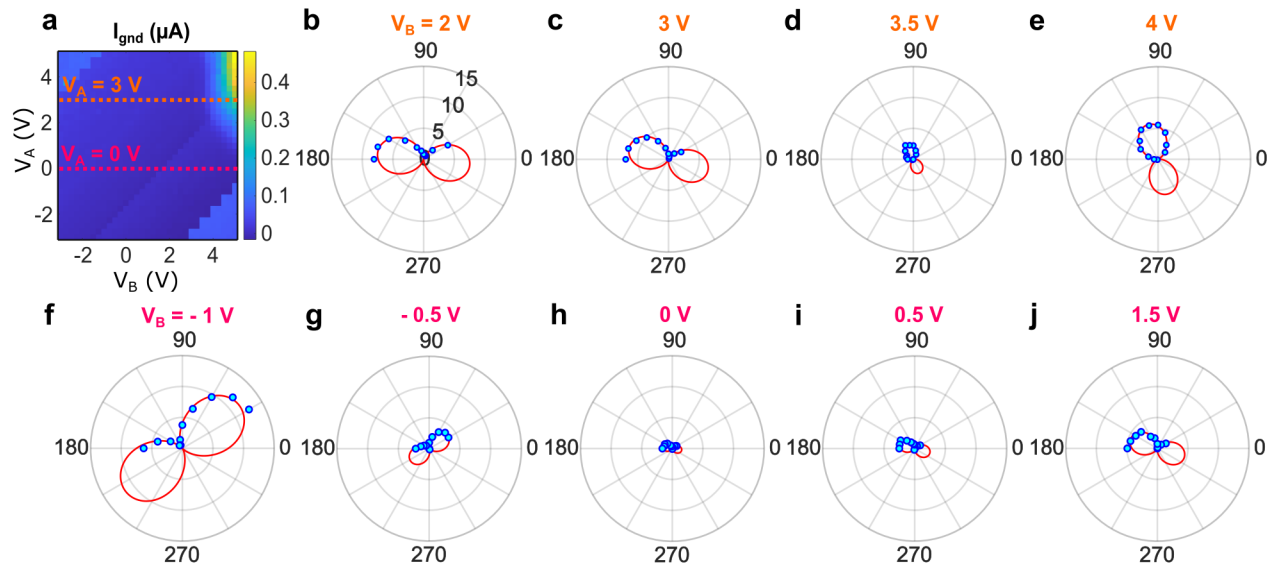 a
I_gnd (µA)
V_A = 3 V
V_A = 0 V
4
2
0
-2
V_A (V)
-2
0
2
4
V_B (V)
0.4
0.3
0.2
0.1
0
b
V_B = 2 V
90
15
10
5
180
0
270
c
3 V
90
180
0
270
d
3.5 V
90
180
0
270
e
4 V
90
180
0
270
f
V_B = - 1 V
90
180
0
270
g
- 0.5 V
90
180
0
270
h
0 V
90
180
0
270
i
0.5 V
90
180
0
270
j
1.5 V
90
180
0
270